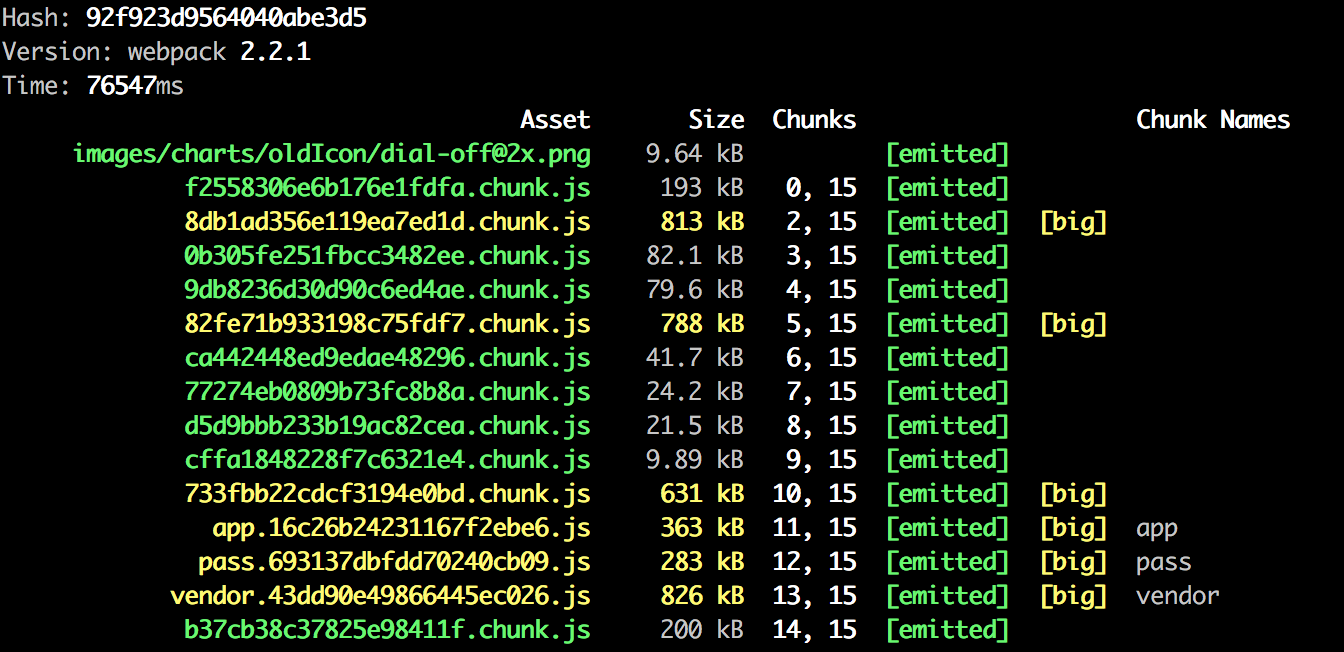 Hash: 92f923d9564040abe3d5
Version: webpack 2.2.1
Time: 76547ms
Asset Size Chunks Chunk Names
images/charts/oldIcon/dial-off@2x.png 9.64 kB [emitted]
f2558306e6b176e1fdfa.chunk.js 193 kB 0, 15 [emitted]
8db1ad356e119ea7ed1d.chunk.js 813 kB 2, 15 [emitted] [big]
0b305fe251fbcc3482ee.chunk.js 82.1 kB 3, 15 [emitted]
9db8236d30d90c6ed4ae.chunk.js 79.6 kB 4, 15 [emitted]
82fe71b933198c75fdf7.chunk.js 788 kB 5, 15 [emitted] [big]
ca442448ed9edae48296.chunk.js 41.7 kB 6, 15 [emitted]
77274eb0809b73fc8b8a.chunk.js 24.2 kB 7, 15 [emitted]
d5d9bbb233b19ac82cea.chunk.js 21.5 kB 8, 15 [emitted]
cffa1848228f7c6321e4.chunk.js 9.89 kB 9, 15 [emitted]
733fbb22cdcf3194e0bd.chunk.js 631 kB 10, 15 [emitted] [big]
app.16c26b24231167f2ebe6.js 363 kB 11, 15 [emitted] [big] app
pass.693137dbfdd70240cb09.js 283 kB 12, 15 [emitted] [big] pass
vendor.43dd90e49866445ec026.js 826 kB 13, 15 [emitted] [big] vendor
b37cb38c37825e98411f.chunk.js 200 kB 14, 15 [emitted]